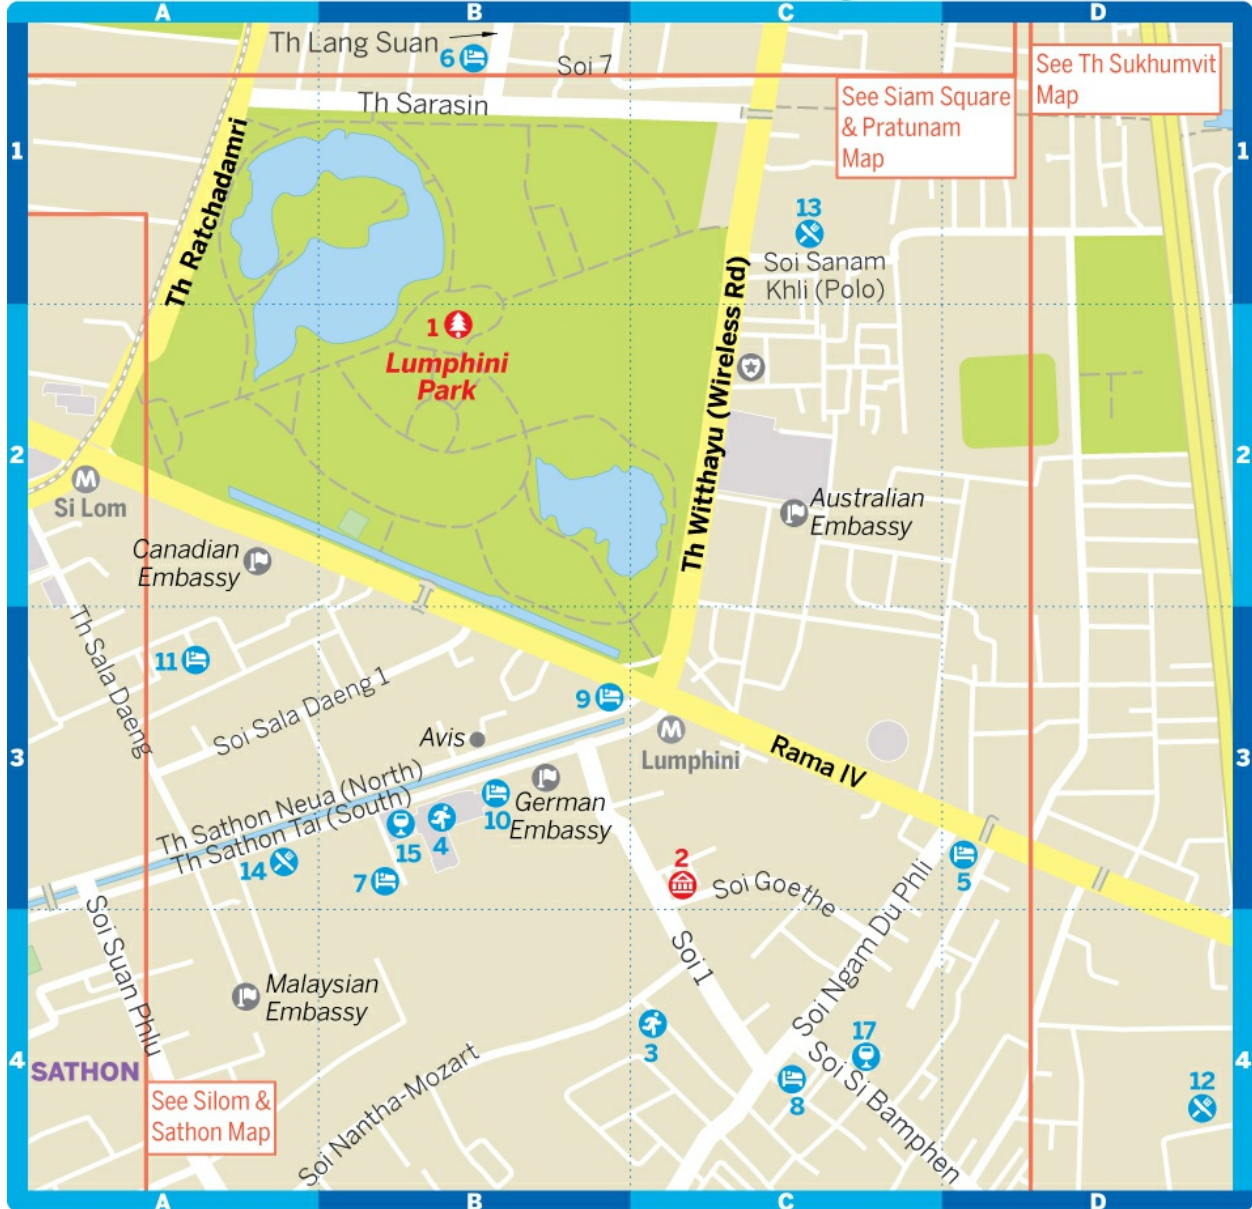 A
B
C
D
Th Lang Suan
6
Soi 7
See Th Sukhumvit
Map
See Siam Square
& Pratunam
Map
Th Sarasin
1
1
Th Ratchadamri
13
Soi Sanam
Khli (Polo)
Th Witthayu (Wireless Rd)
1
Lumphini
Park
2
2
M
Si Lom
Australian
Embassy
Canadian
Embassy
Th Sala Daeng
11
Soi Sala Daeng 1
9
Avis
M
Lumphini
Rama IV
3
3
Th Sathon Neua (North)
Th Sathon Tai (South)
10
German
Embassy
15
4
14
7
2
Soi Goethe
5
Soi Suan Phlu
Soi 1
Soi Ngam Du Phli
Malaysian
Embassy
3
17
4
4
SATHON
Soi Nantha-Mozart
8
Soi Si Bamphen
12
See Silom &
Sathon Map
A
B
C
D